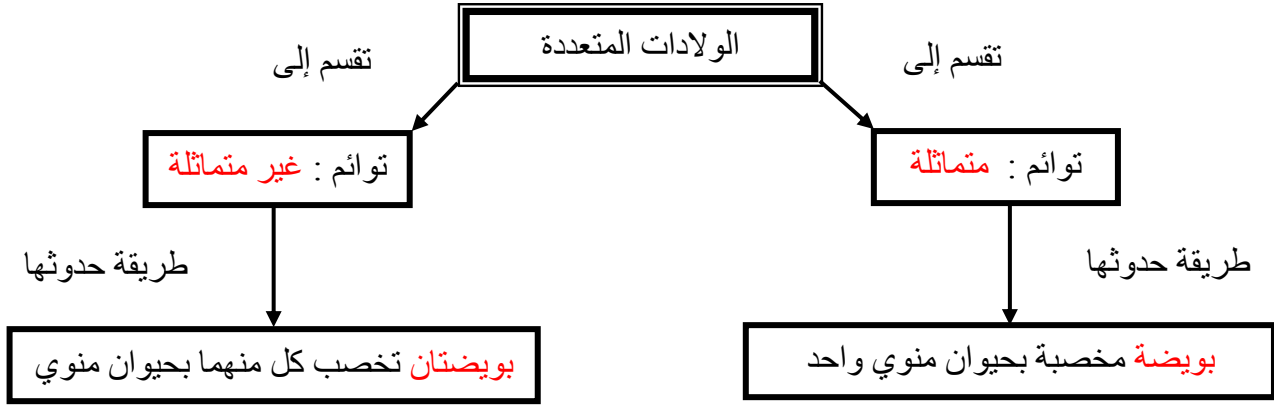 الولادات المتعددة
تقسم إلى
تقسم إلى
توائم : متماثلة
توائم : غير متماثلة
طريقة حدوثها
طريقة حدوثها
بويضة مخصبة بحيوان منوي واحد
بويضتان تخصب كل منهما بحيوان منوي